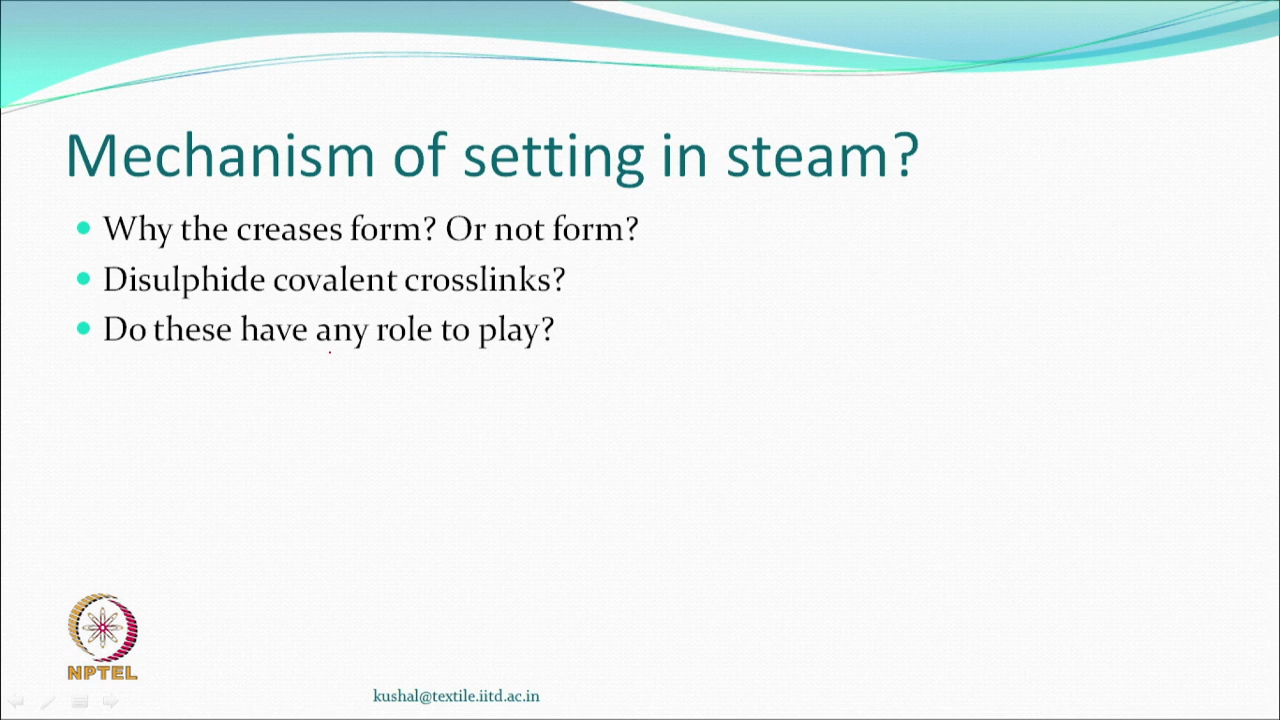 Mechanism of setting in steam?
Why the creases form? Or not form?
Disulphide covalent crosslinks?
Do these have any role to play?
NPTEL
kushal@textile.iitd.ac.in